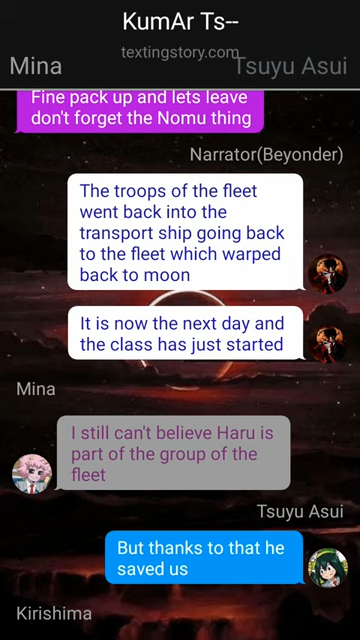 KumAr Ts--
textingstory.com
Mina
Tsuyu Asui
Fine pack up and lets leave
don't forget the Nomu thing
Narrator(Beyonder)
The troops of the fleet
went back into the
transport ship going back
to the fleet which warped
back to moon
It is now the next day and
the class has just started
Mina
I still can't believe Haru is
part of the group of the
fleet
Tsuyu Asui
But thanks to that he
saved us
Kirishima